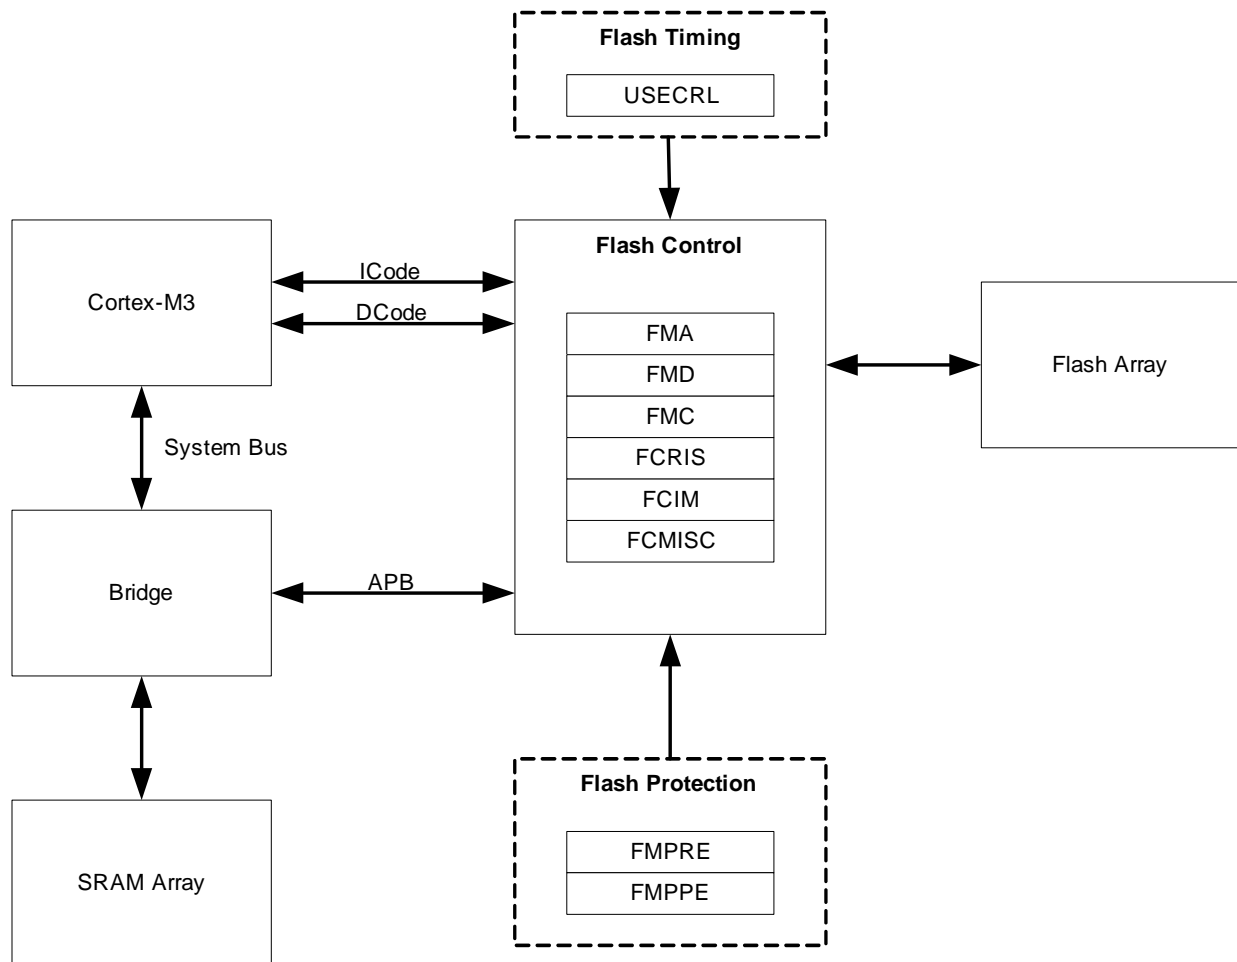 Flash Timing
USECRL
Flash Control
ICode
Cortex-M3
DCode
FMA
FMD
FMC
FCRIS
FCIM
FCMISC
Flash Array
System Bus
Bridge
APB
Flash Protection
FMPRE
FMPPE
SRAM Array